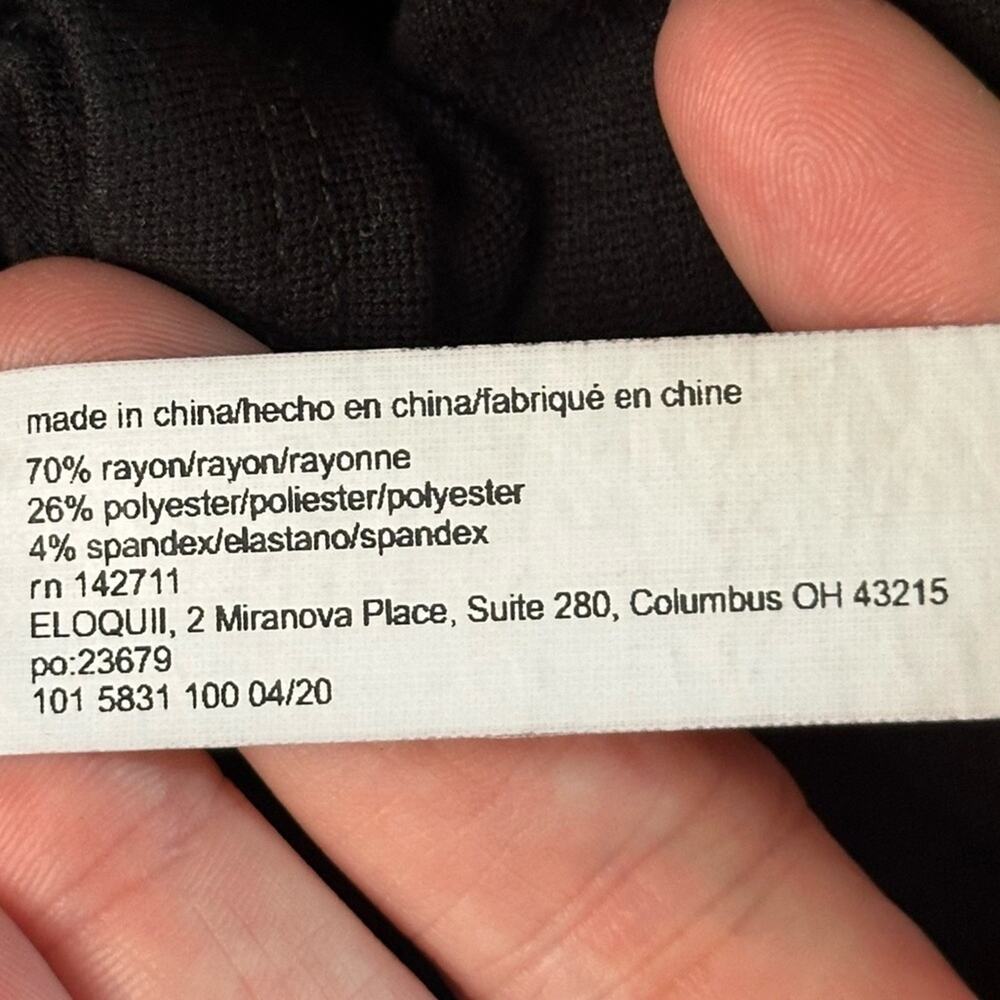 made in china/hecho en china/fabriqué en chine
70% rayon/rayon/rayonne
26% polyester/poliester/polyester
4% spandex/elastano/spandex
rn 142711
ELOQUII, 2 Miranova Place, Suite 280, Columbus OH 43215
po:23679
101 5831 100 04/20